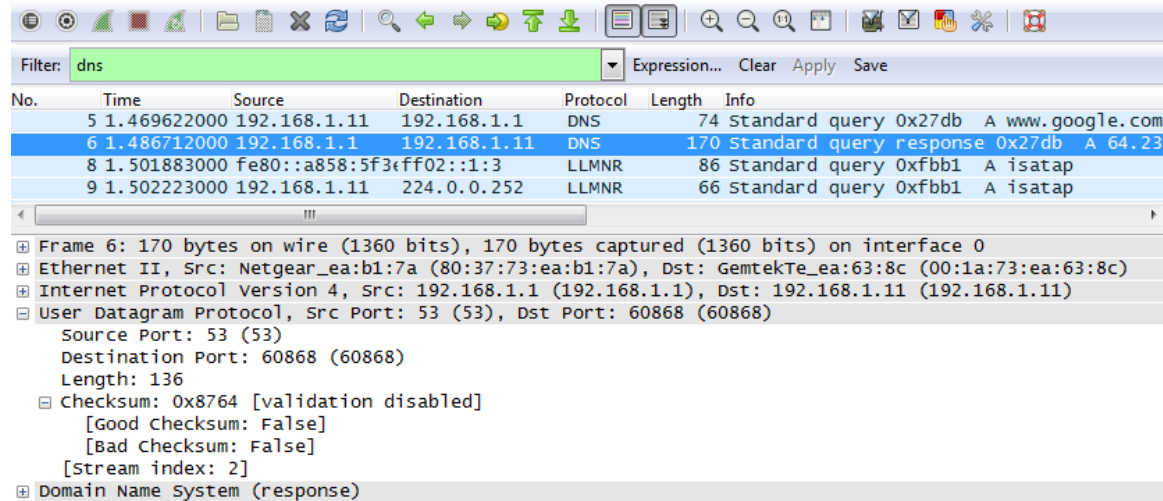 Filter: dns Expression... Clear Apply Save
No. Time Source Destination Protocol Length Info
5 1.469622000 192.168.1.11 192.168.1.1 DNS 74 Standard query 0x27db A www.google.com
6 1.486712000 192.168.1.1 192.168.1.11 DNS 170 Standard query response 0x27db A 64.23
8 1.501883000 fe80::a858:5f3 ff02::1:3 LLMNR 86 Standard query 0xfbb1 A isatap
9 1.502223000 192.168.1.11 224.0.0.252 LLMNR 66 Standard query 0xfbb1 A isatap
Frame 6: 170 bytes on wire (1360 bits), 170 bytes captured (1360 bits) on interface 0
Ethernet II, Src: Netgear_ea:b1:7a (80:37:73:ea:b1:7a), Dst: GemtekTe_ea:63:8c (00:1a:73:ea:63:8c)
Internet Protocol Version 4, Src: 192.168.1.1 (192.168.1.1), Dst: 192.168.1.11 (192.168.1.11)
User Datagram Protocol, Src Port: 53 (53), Dst Port: 60868 (60868)
Source Port: 53 (53)
Destination Port: 60868 (60868)
Length: 136
Checksum: 0x8764 [validation disabled]
[Good Checksum: False]
[Bad Checksum: False]
[Stream index: 2]
Domain Name System (response)